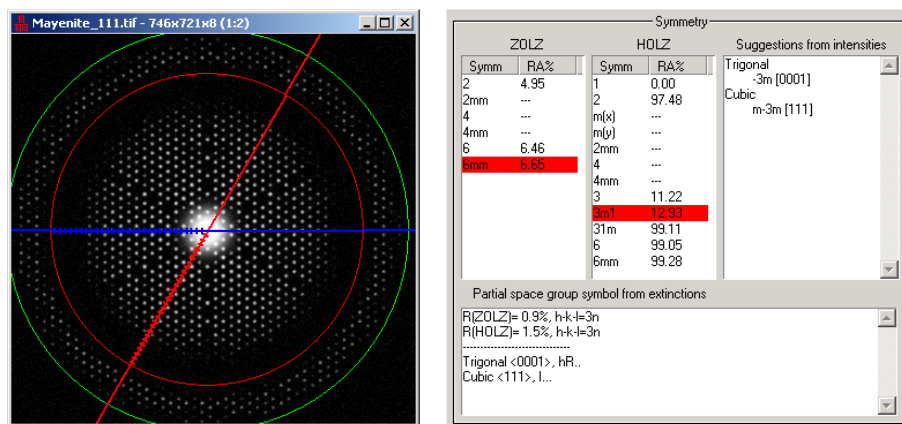 Mayenite_111.tif - 746x721x8 (1:2)
Symmetry
ZOLZ HOLZ Suggestions from intensities
Symm RA%
2 4.95
2mm ---
4 ---
4mm ---
6 6.46
6mm 6.65
Symm RA%
1 0.00
2 97.48
m(x) ---
m(y) ---
2mm ---
4 ---
4mm ---
3 11.22
3m1 12.93
31m 99.11
6 99.05
6mm 99.28
Trigonal
-3m [0001]
Cubic
m-3m [111]
Partial space group symbol from extinctions
R(ZOLZ)= 0.9%, h-k-l=3n
R(HOLZ)= 1.5%, h-k-l=3n
------------------------------
Trigonal <0001>, hR..
Cubic <111>, I...